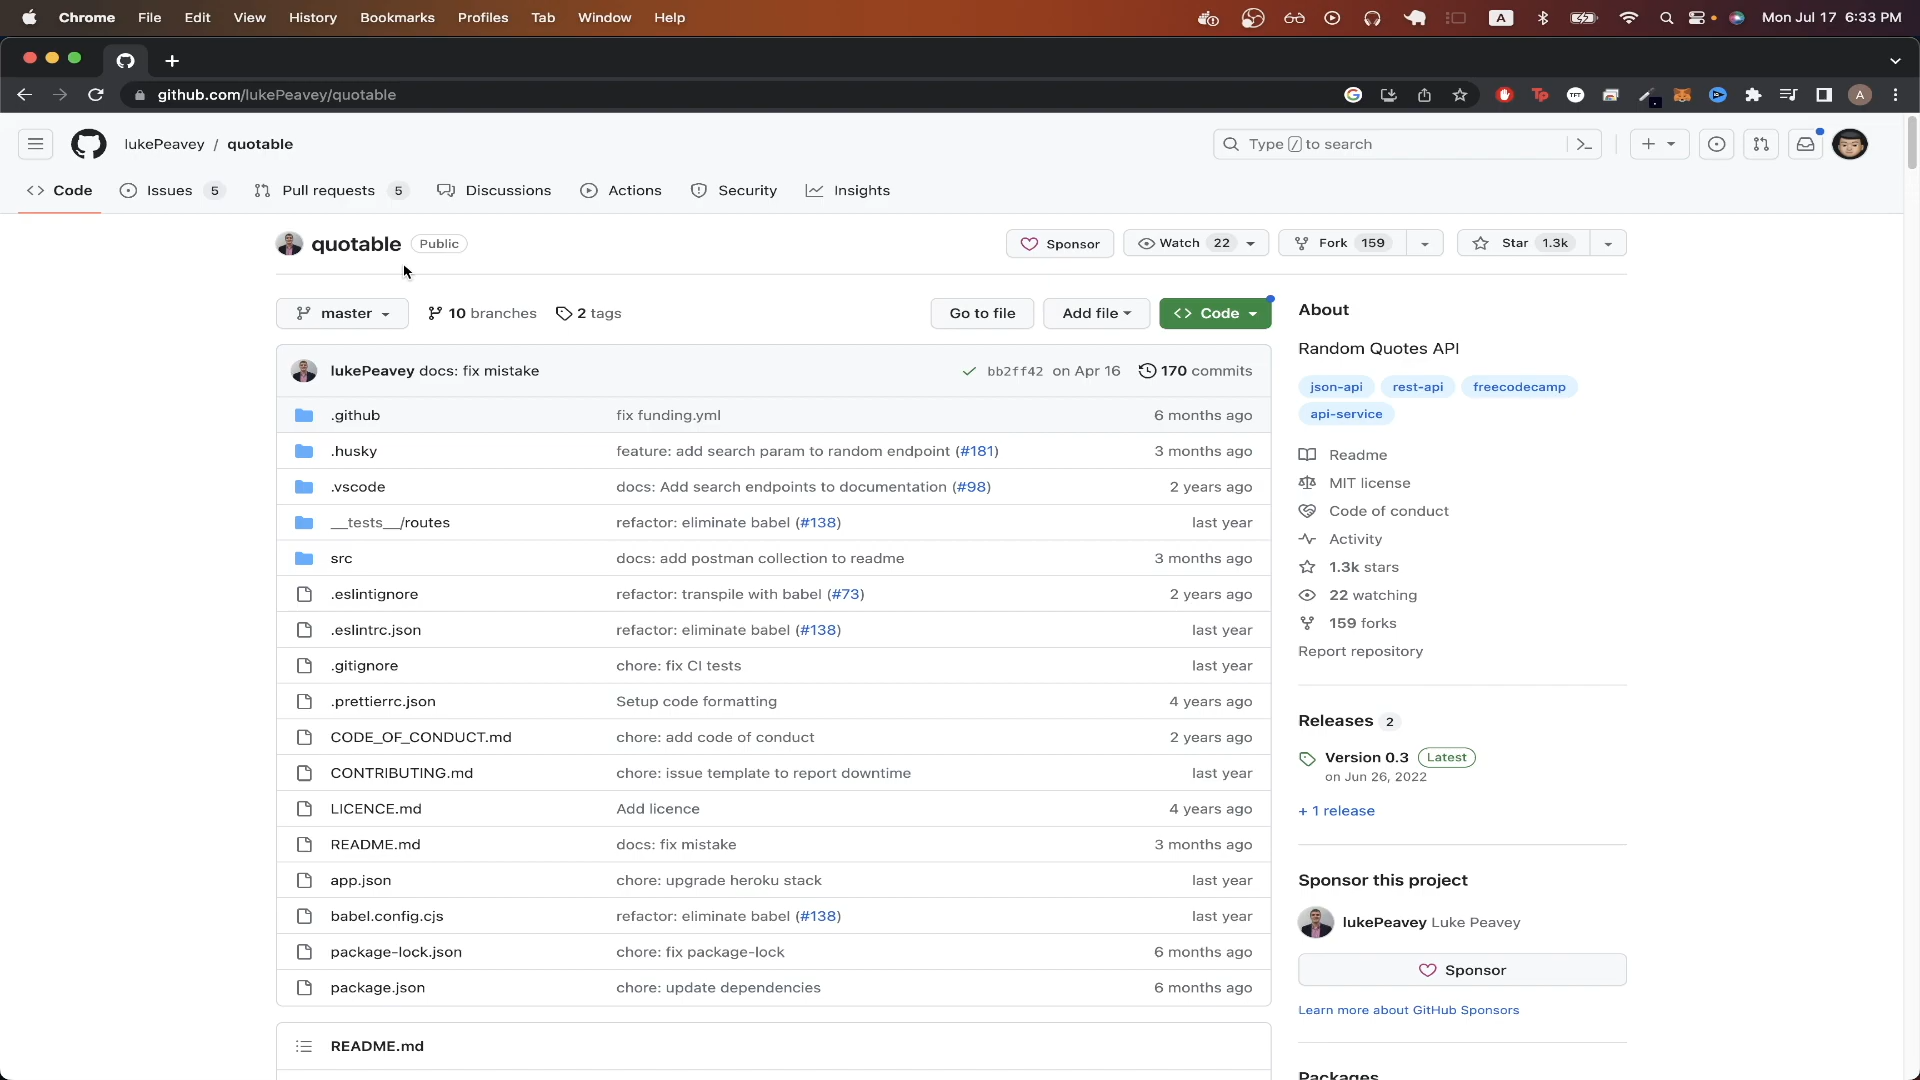 Chrome File Edit View History Bookmarks Profiles Tab Window Help A Mon Jul 17 6:33 PM
github.com/lukePeavey/quotable A
lukePeavey / quotable Type / to search
Code Issues 5 Pull requests 5 Discussions Actions Security Insights
quotable Public Sponsor Watch 22 Fork 159 Star 1.3k
master 10 branches 2 tags Go to file Add file Code
About
Random Quotes API
json-api rest-api freecodecamp
api-service
Readme
MIT license
Code of conduct
Activity
1.3k stars
22 watching
159 forks
Report repository
lukePeavey docs: fix mistake bb2ff42 on Apr 16 170 commits
.github fix funding.yml 6 months ago
.husky feature: add search param to random endpoint (#181) 3 months ago
.vscode docs: Add search endpoints to documentation (#98) 2 years ago
__tests__/routes refactor: eliminate babel (#138) last year
src docs: add postman collection to readme 3 months ago
.eslintignore refactor: transpile with babel (#73) 2 years ago
.eslintrc.json refactor: eliminate babel (#138) last year
.gitignore chore: fix CI tests last year
.prettierrc.json Setup code formatting 4 years ago
CODE_OF_CONDUCT.md chore: add code of conduct 2 years ago
CONTRIBUTING.md chore: issue template to report downtime last year
LICENCE.md Add licence 4 years ago
README.md docs: fix mistake 3 months ago
app.json chore: upgrade heroku stack last year
babel.config.cjs refactor: eliminate babel (#138) last year
package-lock.json chore: fix package-lock 6 months ago
package.json chore: update dependencies 6 months ago
README.md
Releases 2
Version 0.3 Latest
on Jun 26, 2022
+ 1 release
Sponsor this project
lukePeavey Luke Peavey
Sponsor
Learn more about GitHub Sponsors
Packages